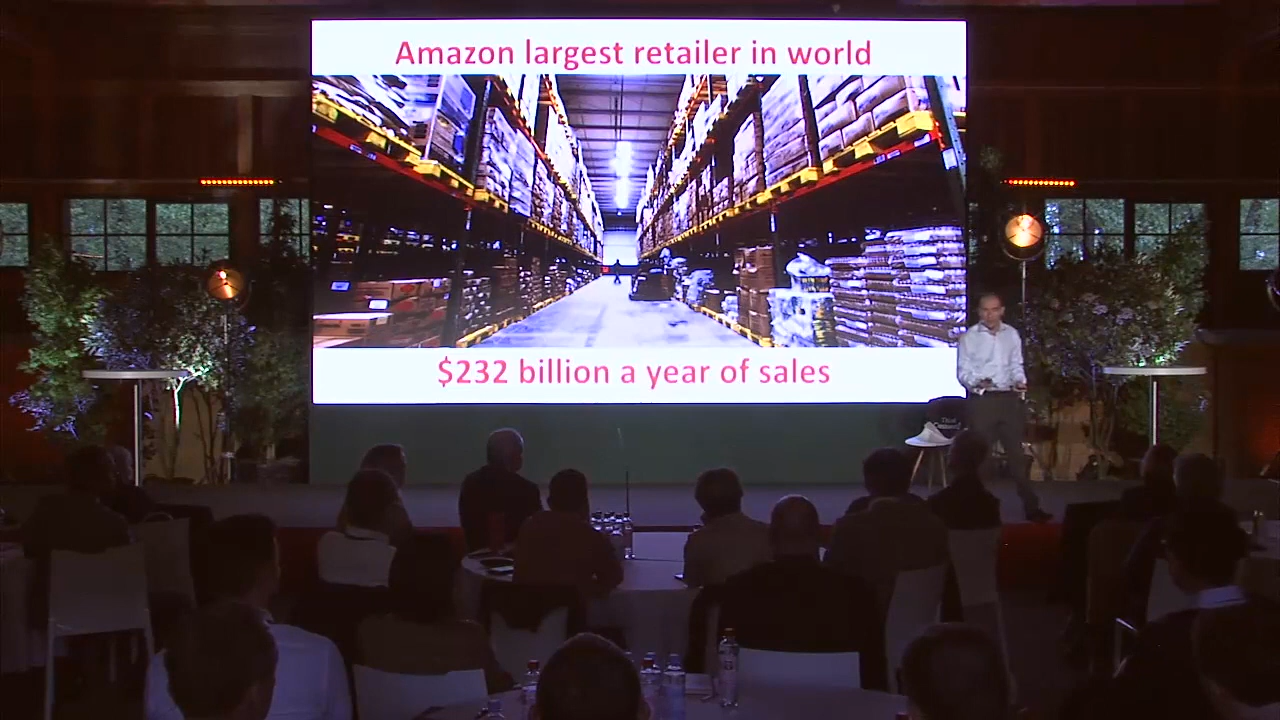 Amazon largest retailer in world
$232 billion a year of sales